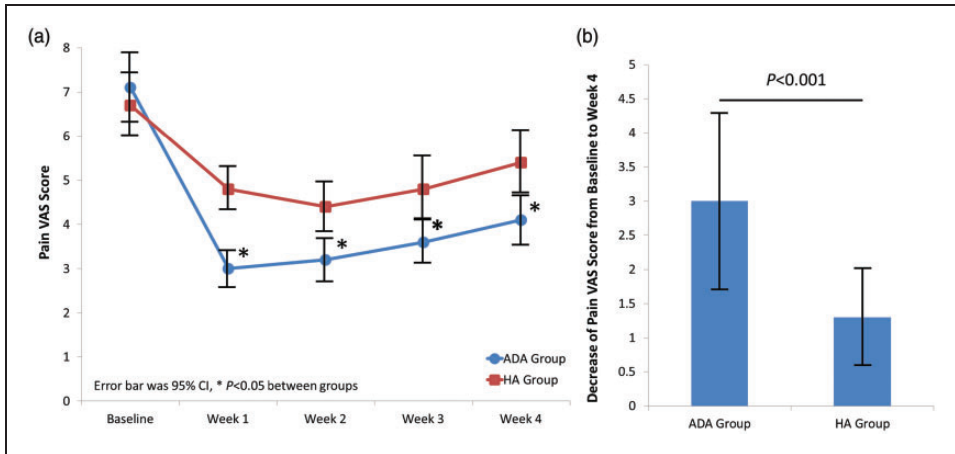 (a)
8
7
6
5
4
3
2
1
0
Pain VAS Score
*
*
*
*
ADA Group
HA Group
Error bar was 95% CI, * P<0.05 between groups
Baseline
Week 1
Week 2
Week 3
Week 4
(b)
5
4.5
4
3.5
3
2.5
2
1.5
1
0.5
0
Decrease of Pain VAS Score from Baseline to Week 4
P<0.001
ADA Group
HA Group